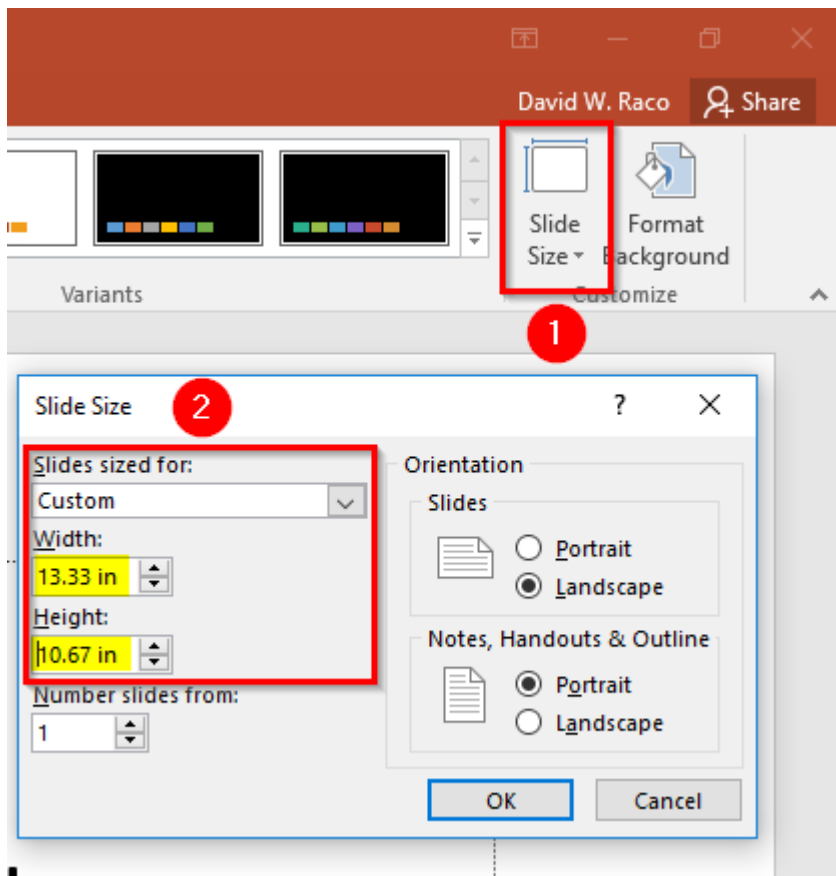 David W. Raco Share
Slide Size
Format Background
Variants
Customize
1
Slide Size 2 ?
Slides sized for:
Custom
Width:
13.33 in
Height:
10.67 in
Number slides from:
1
Orientation
Slides
Portrait
Landscape
Notes, Handouts & Outline
Portrait
Landscape
OK Cancel